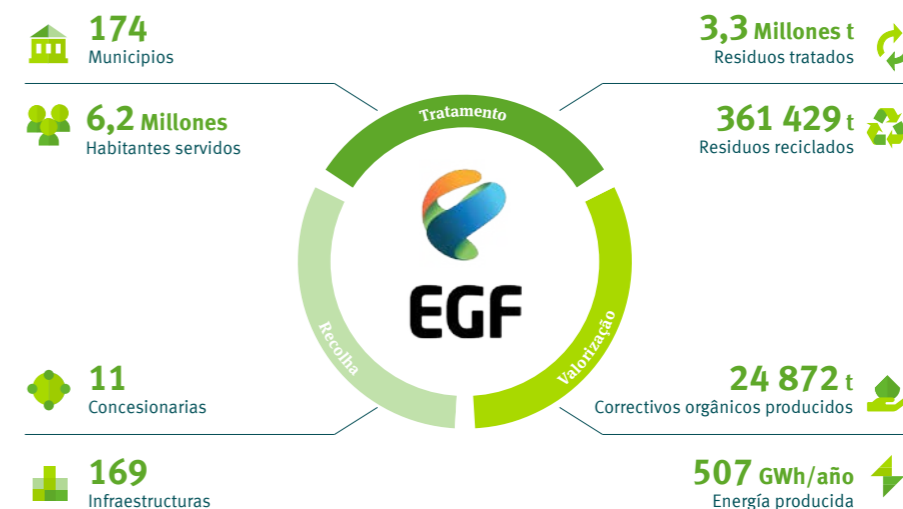 174
Municipios
6,2 Millones
Habitantes servidos
3,3 Millones t
Residuos tratados
361 429 t
Residuos reciclados
Tratamento
Recolha
Valorização
EGF
11
Concesionarias
169
Infraestructuras
24 872 t
Correctivos orgânicos producidos
507 GWh/año
Energía producida